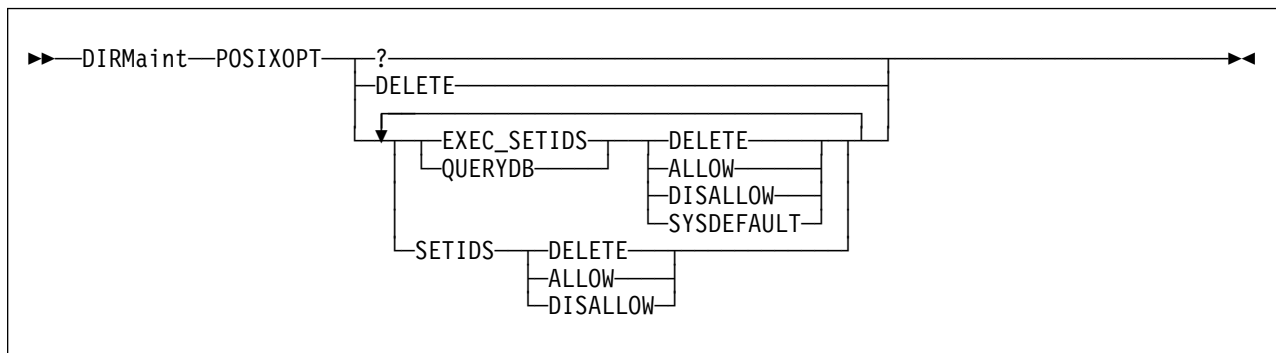 DIRMaint POSIXOPT ?
DELETE
EXEC_SETIDS DELETE
QUERYDB ALLOW
DISALLOW
SYSDEFAULT
SETIDS DELETE
ALLOW
DISALLOW